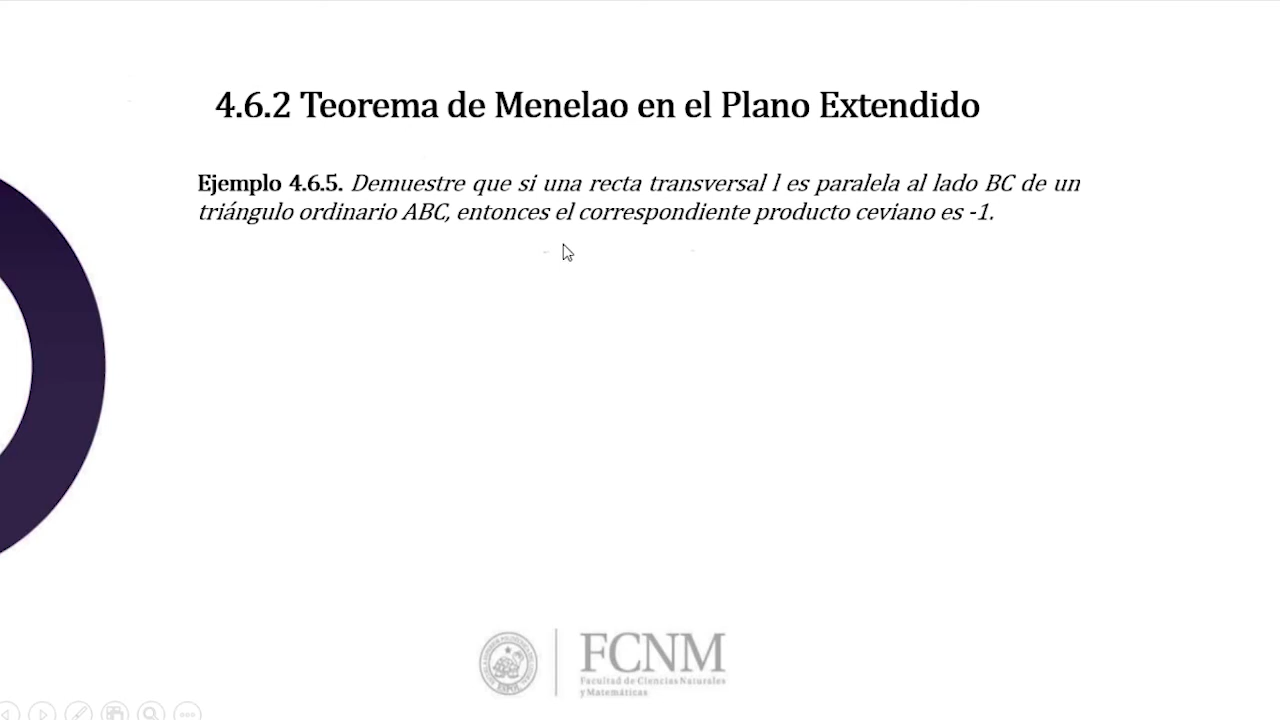 4.6.2 Teorema de Menelao en el Plano Extendido
Ejemplo 4.6.5. Demuestre que si una recta transversal l es paralela al lado BC de un
triángulo ordinario ABC, entonces el correspondiente producto ceviano es -1.
FCNM
Facultad de Ciencias Naturales
y Matemáticas